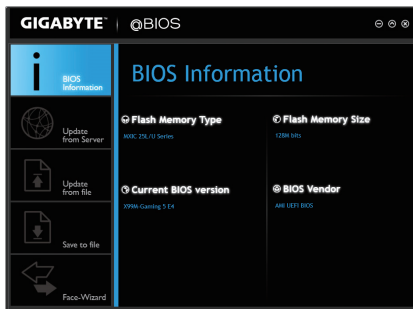 GIGABYTE™ @BIOS
BIOS
Information
Update
from Server
Update
from file
Save to file
Face-Wizard
BIOS Information
Flash Memory Type
MXIC 25L/U Series
Flash Memory Size
128M bits
Current BIOS version
X99M-Gaming 5 E4
BIOS Vendor
AMI UEFI BIOS